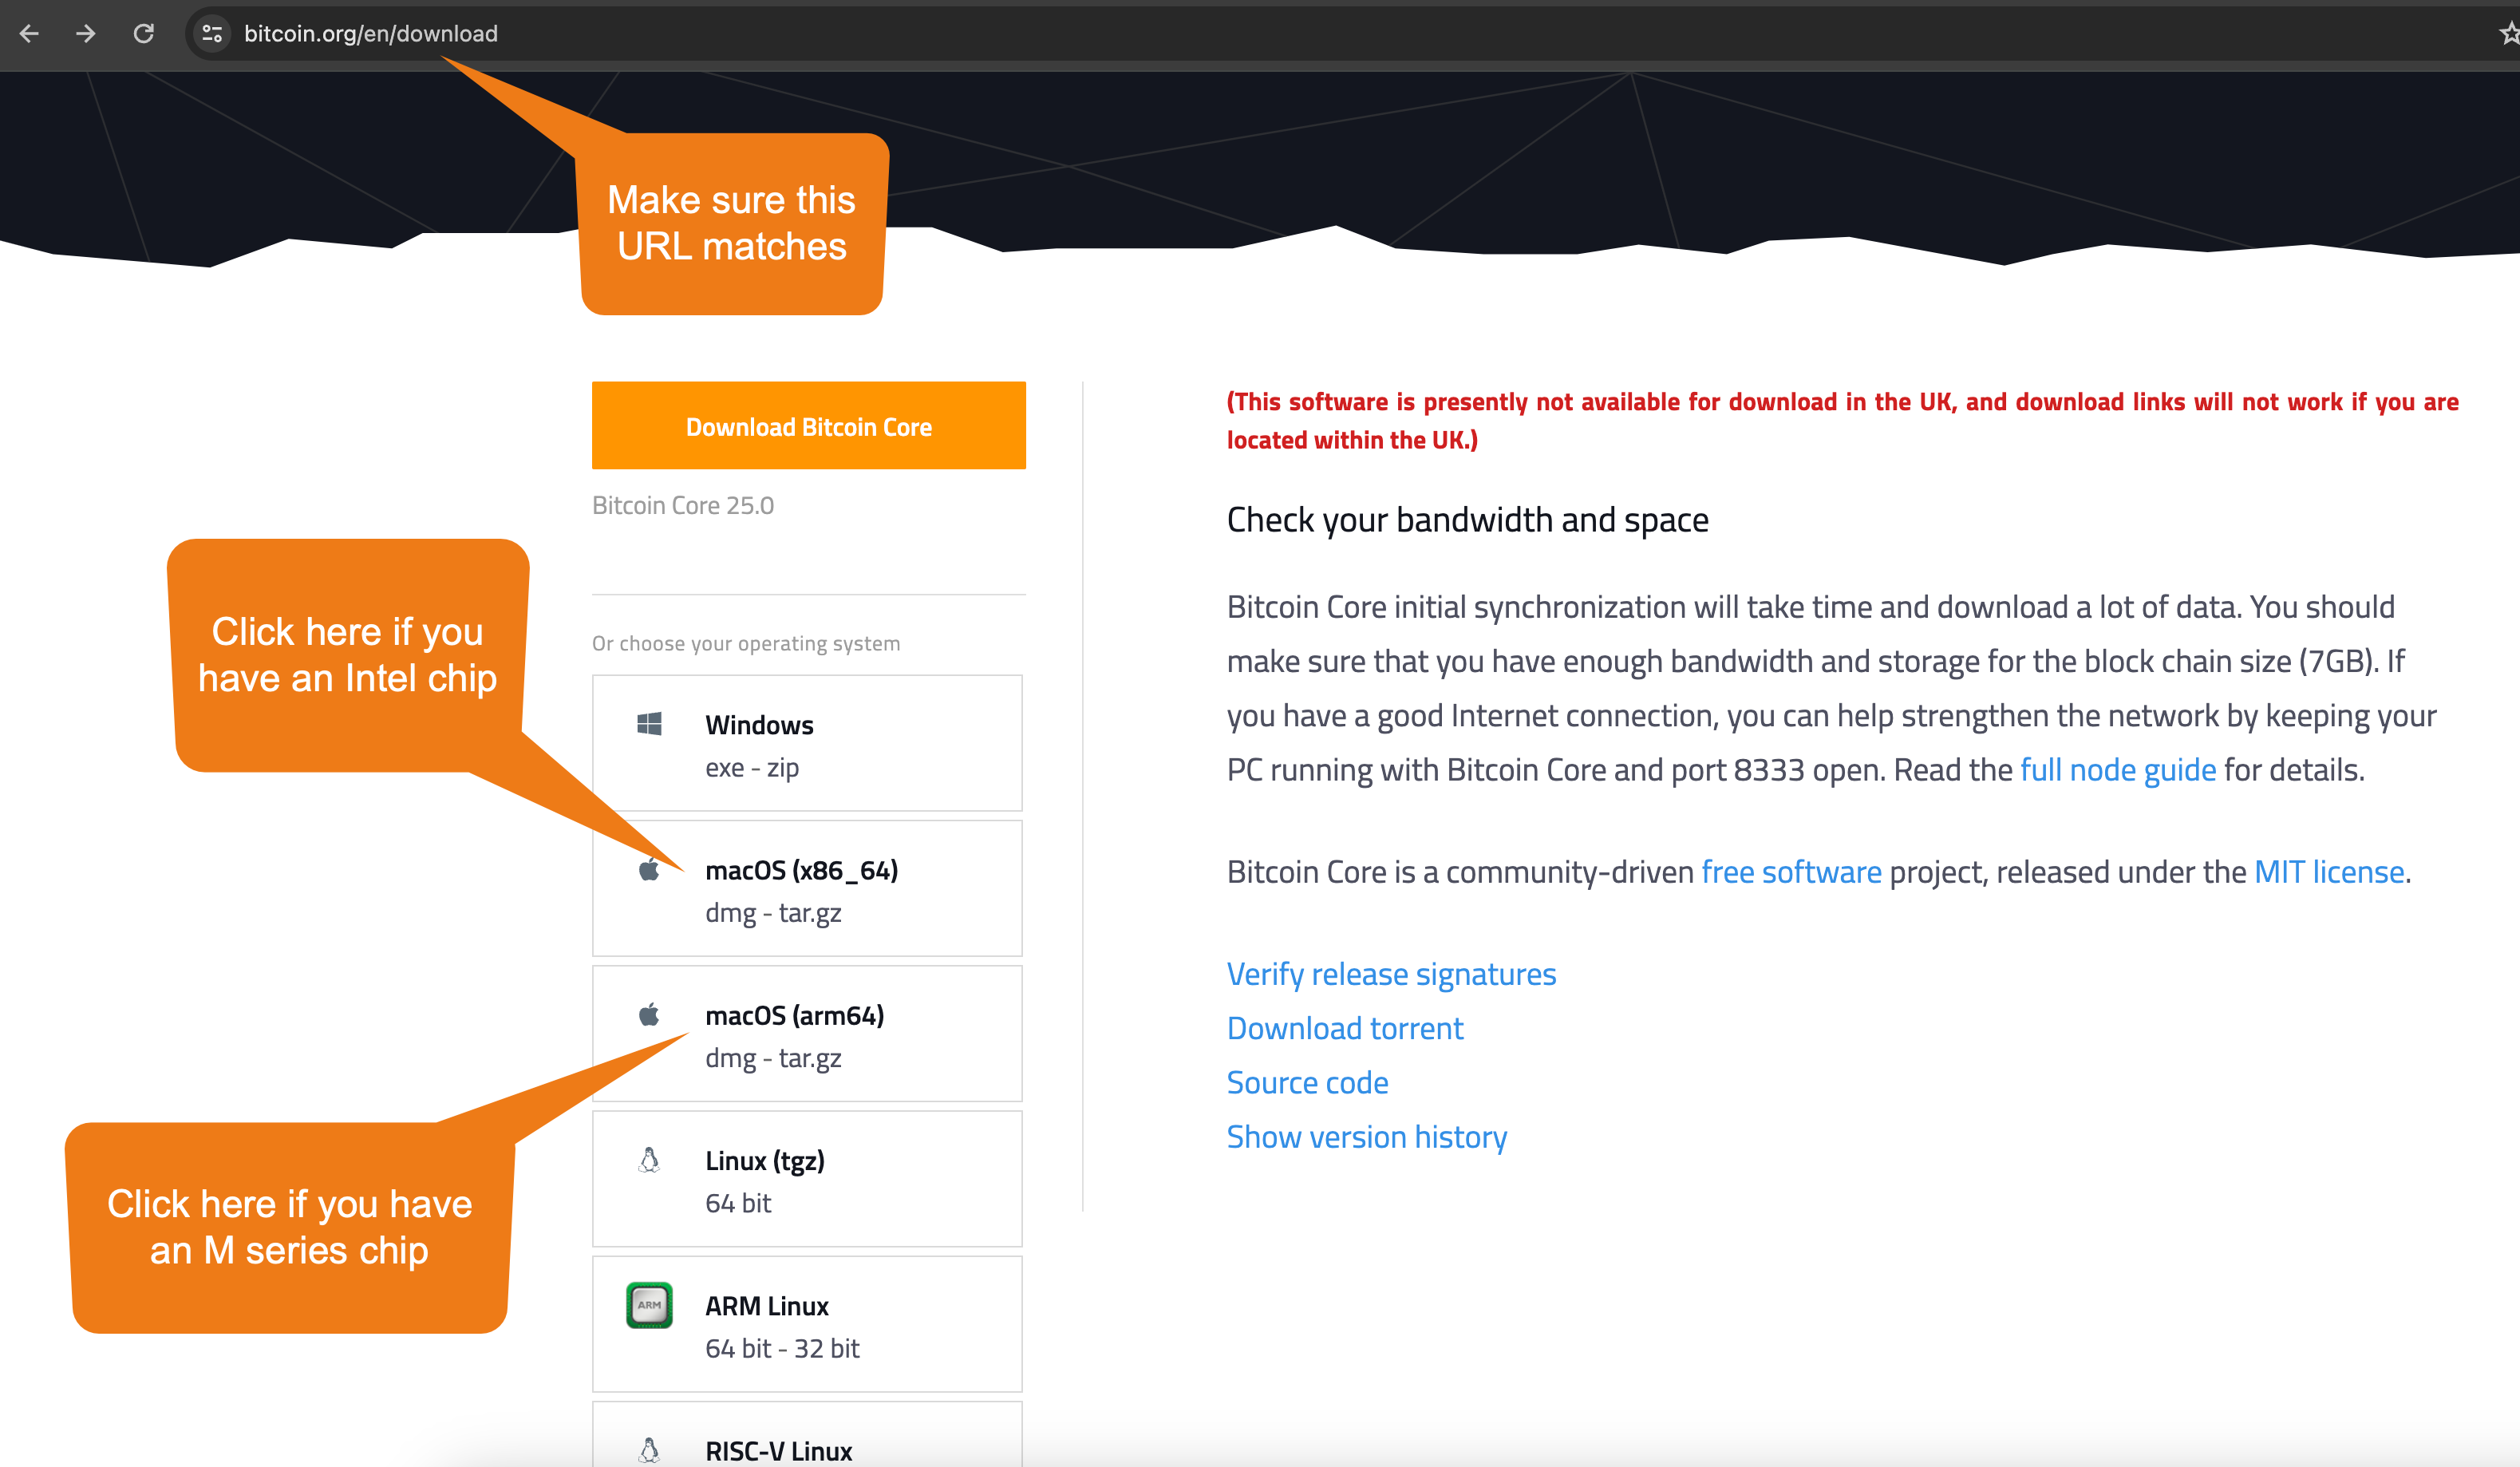 bitcoin.org/en/download
Make sure this
URL matches
Download Bitcoin Core
Bitcoin Core 25.0
Click here if you
have an Intel chip
Or choose your operating system
Windows
exe - zip
macOS (x86_64)
dmg - tar.gz
macOS (arm64)
dmg - tar.gz
Click here if you have
an M series chip
Linux (tgz)
64 bit
ARM
ARM Linux
64 bit - 32 bit
RISC-V Linux
(This software is presently not available for download in the UK, and download links will not work if you are
located within the UK.)
Check your bandwidth and space
Bitcoin Core initial synchronization will take time and download a lot of data. You should
make sure that you have enough bandwidth and storage for the block chain size (7GB). If
you have a good Internet connection, you can help strengthen the network by keeping your
PC running with Bitcoin Core and port 8333 open. Read the full node guide for details.
Bitcoin Core is a community-driven free software project, released under the MIT license.
Verify release signatures
Download torrent
Source code
Show version history